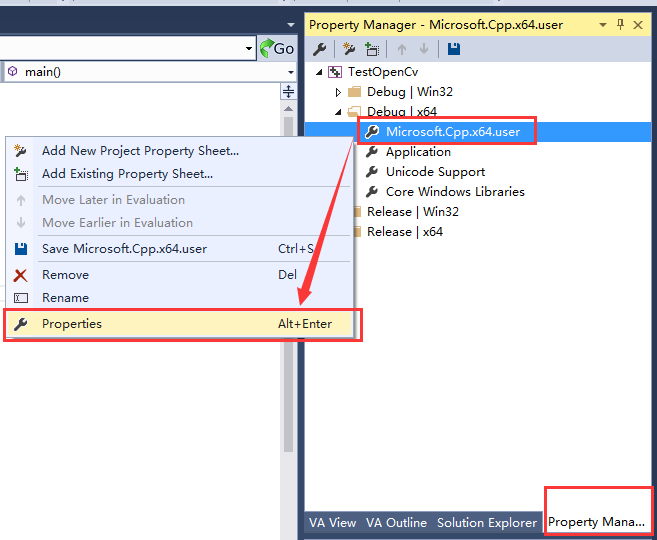 Property Manager - Microsoft.Cpp.x64.user
Go
main()
TestOpenCv
Debug | Win32
Debug | x64
Microsoft.Cpp.x64.user
Application
Unicode Support
Core Windows Libraries
Release | Win32
Release | x64
Add New Project Property Sheet...
Add Existing Property Sheet...
Move Later in Evaluation
Move Earlier in Evaluation
Save Microsoft.Cpp.x64.user Ctrl+S
Remove Del
Rename
Properties Alt+Enter
VA View VA Outline Solution Explorer Property Mana...